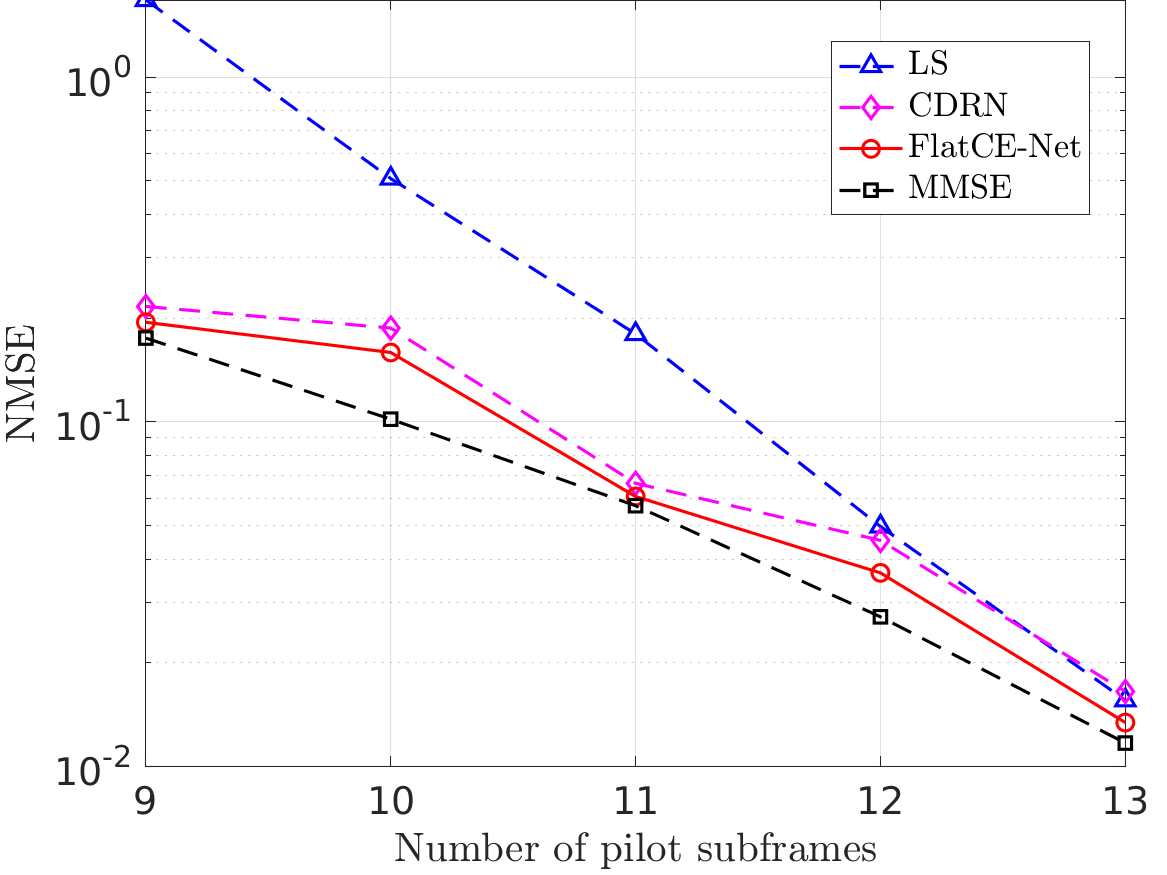 10^0
10^-1
10^-2
NMSE
LS
CDRN
FlatCE-Net
MMSE
9 10 11 12 13
Number of pilot subframes